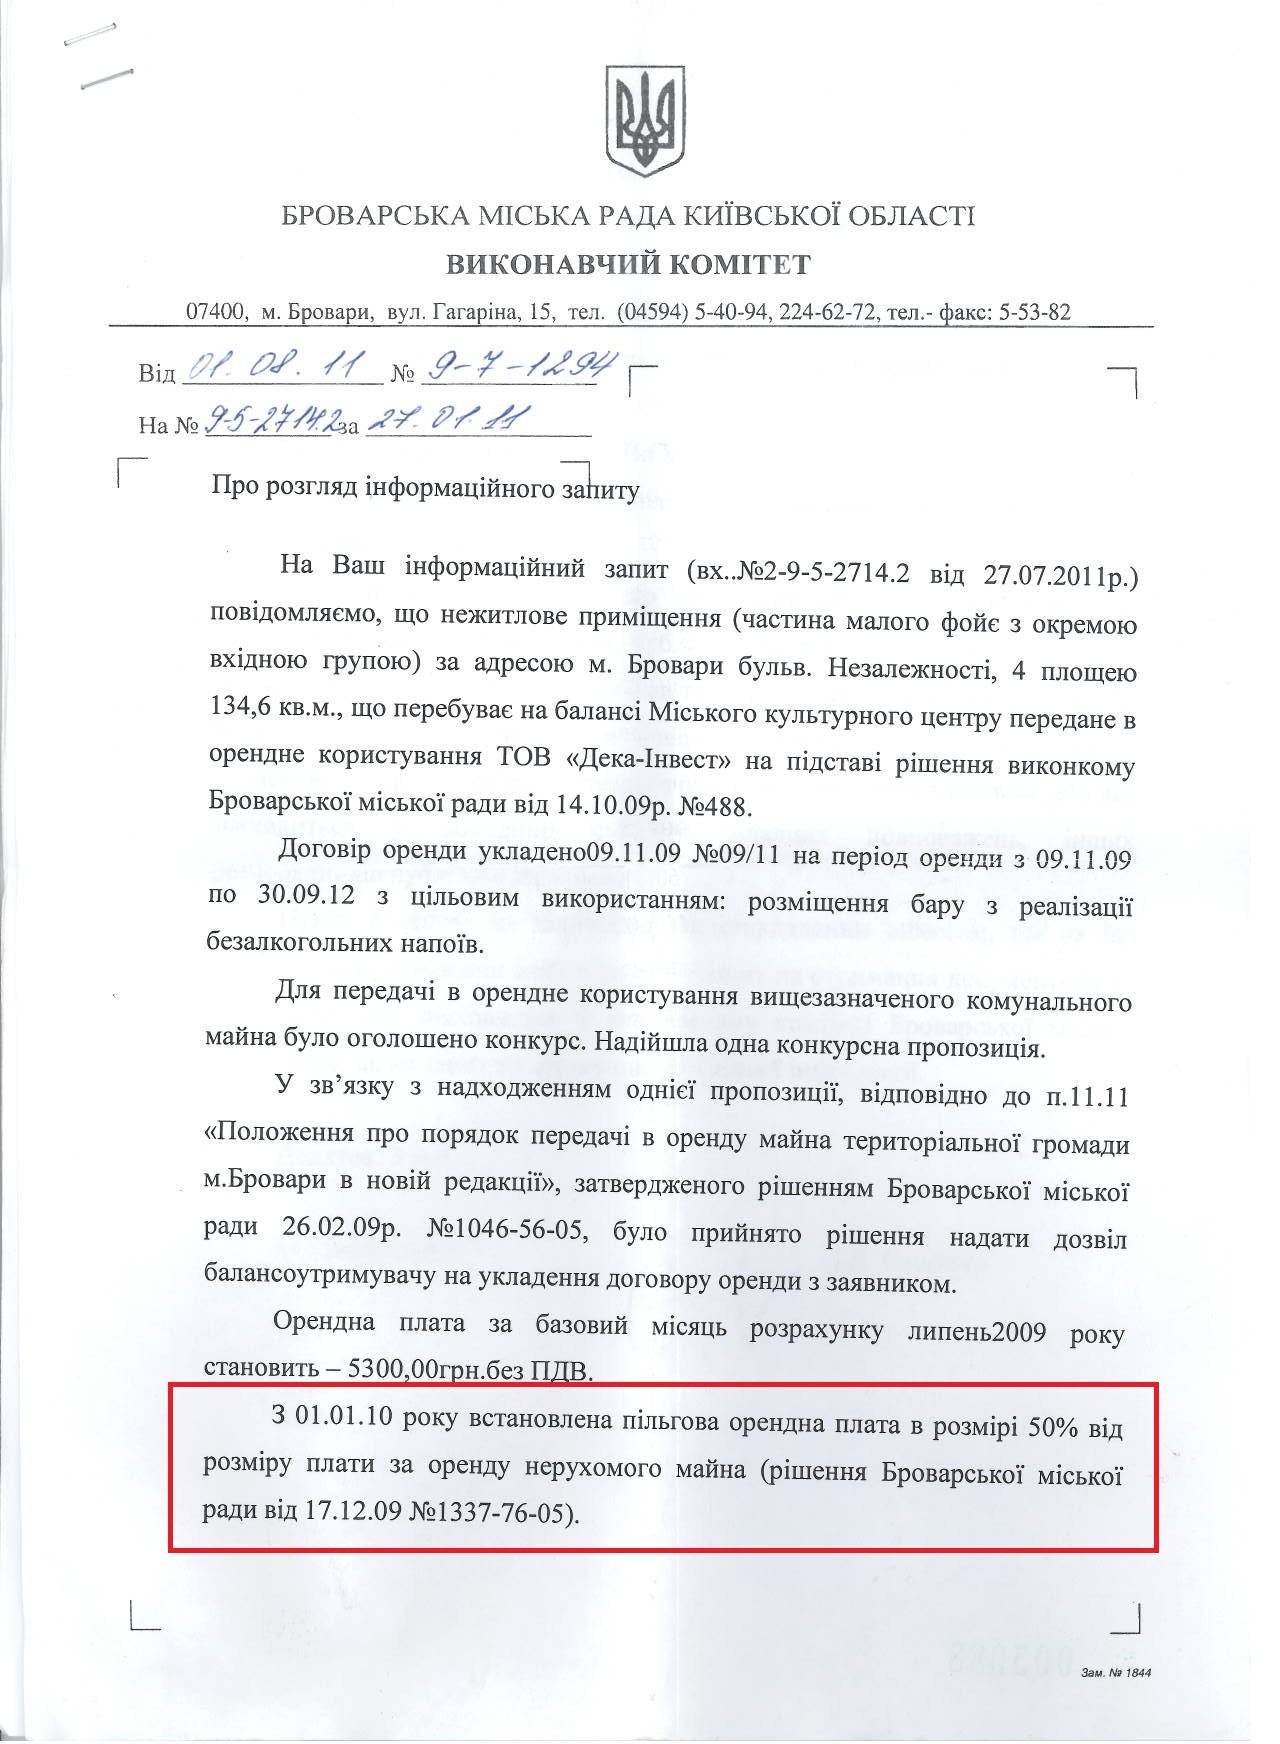 БРОВАРСЬКА МІСЬКА РАДА КИЇВСЬКОЇ ОБЛАСТІ
ВИКОНАВЧИЙ КОМІТЕТ
07400, м. Бровари, вул. Гагаріна, 15, тел. (04594) 5-40-94, 224-62-72, тел.- факс: 5-53-82
Від 01. 08. 11 № 9-7-1294
На № 9-5-2714.2 за 27. 01. 11
Про розгляд інформаційного запиту
На Ваш інформаційний запит (вх..№2-9-5-2714.2 від 27.07.2011р.)
повідомляємо, що нежитлове приміщення (частина малого фойє з окремою
вхідною групою) за адресою м. Бровари бульв. Незалежності, 4 площею
134,6 кв.м., що перебуває на балансі Міського культурного центру передане в
орендне користування ТОВ «Дека-Інвест» на підставі рішення виконкому
Броварської міської ради від 14.10.09р. №488.
Договір оренди укладено09.11.09 №09/11 на період оренди з 09.11.09
по 30.09.12 з цільовим використанням: розміщення бару з реалізації
безалкогольних напоїв.
Для передачі в орендне користування вищезазначеного комунального
майна було оголошено конкурс. Надійшла одна конкурсна пропозиція.
У зв’язку з надходженням однієї пропозиції, відповідно до п.11.11
«Положення про порядок передачі в оренду майна територіальної громади
м.Бровари в новій редакції», затвердженого рішенням Броварської міської
ради 26.02.09р. №1046-56-05, було прийнято рішення надати дозвіл
балансоутримувачу на укладення договору оренди з заявником.
Орендна плата за базовий місяць розрахунку липень2009 року
становить – 5300,00грн.без ПДВ.
З 01.01.10 року встановлена пільгова орендна плата в розмірі 50% від
розміру плати за оренду нерухомого майна (рішення Броварської міської
ради від 17.12.09 №1337-76-05).
Зам. № 1844